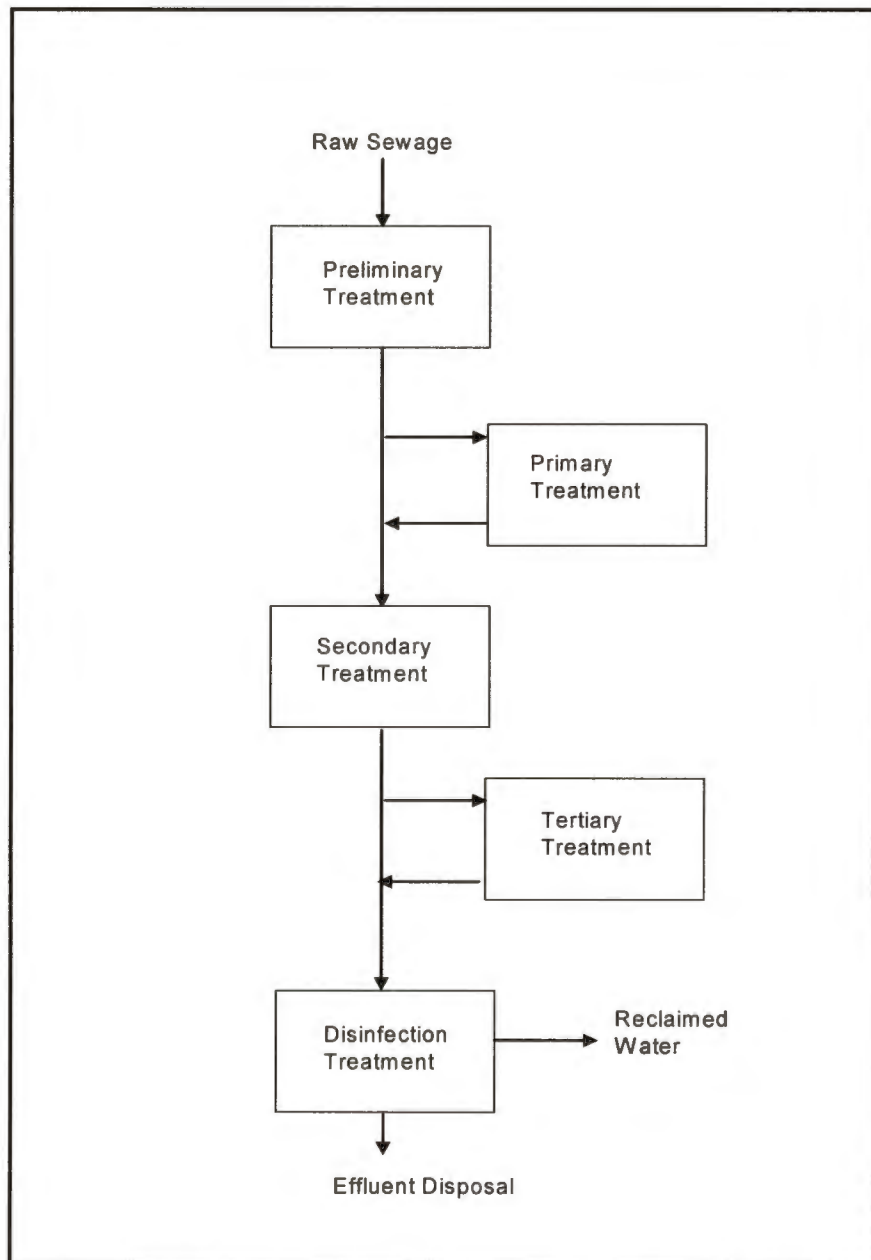 Raw Sewage
Preliminary
Treatment
Primary
Treatment
Secondary
Treatment
Tertiary
Treatment
Disinfection
Treatment
Reclaimed
Water
Effluent Disposal